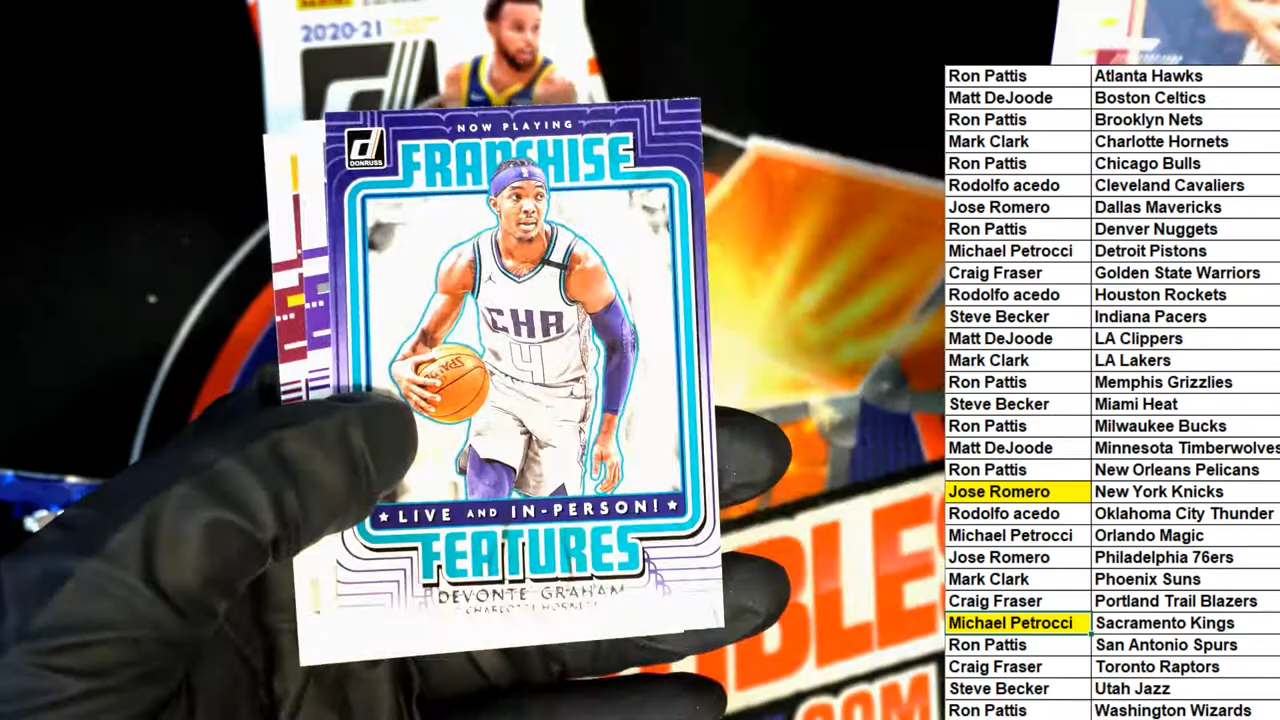 2020-21
NOW PLAYING
DONRUSS
FRANCHISE
CHA
4
SPALDING
★ LIVE AND IN-PERSON! ★
FEATURES
DEVONTE GRAHAM
CHARLOTTE HORNETS
BLE
.COM
Ron Pattis Atlanta Hawks
Matt DeJoode Boston Celtics
Ron Pattis Brooklyn Nets
Mark Clark Charlotte Hornets
Ron Pattis Chicago Bulls
Rodolfo acedo Cleveland Cavaliers
Jose Romero Dallas Mavericks
Ron Pattis Denver Nuggets
Michael Petrocci Detroit Pistons
Craig Fraser Golden State Warriors
Rodolfo acedo Houston Rockets
Steve Becker Indiana Pacers
Matt DeJoode LA Clippers
Mark Clark LA Lakers
Ron Pattis Memphis Grizzlies
Steve Becker Miami Heat
Ron Pattis Milwaukee Bucks
Matt DeJoode Minnesota Timberwolves
Ron Pattis New Orleans Pelicans
Jose Romero New York Knicks
Rodolfo acedo Oklahoma City Thunder
Michael Petrocci Orlando Magic
Jose Romero Philadelphia 76ers
Mark Clark Phoenix Suns
Craig Fraser Portland Trail Blazers
Michael Petrocci Sacramento Kings
Ron Pattis San Antonio Spurs
Craig Fraser Toronto Raptors
Steve Becker Utah Jazz
Ron Pattis Washington Wizards